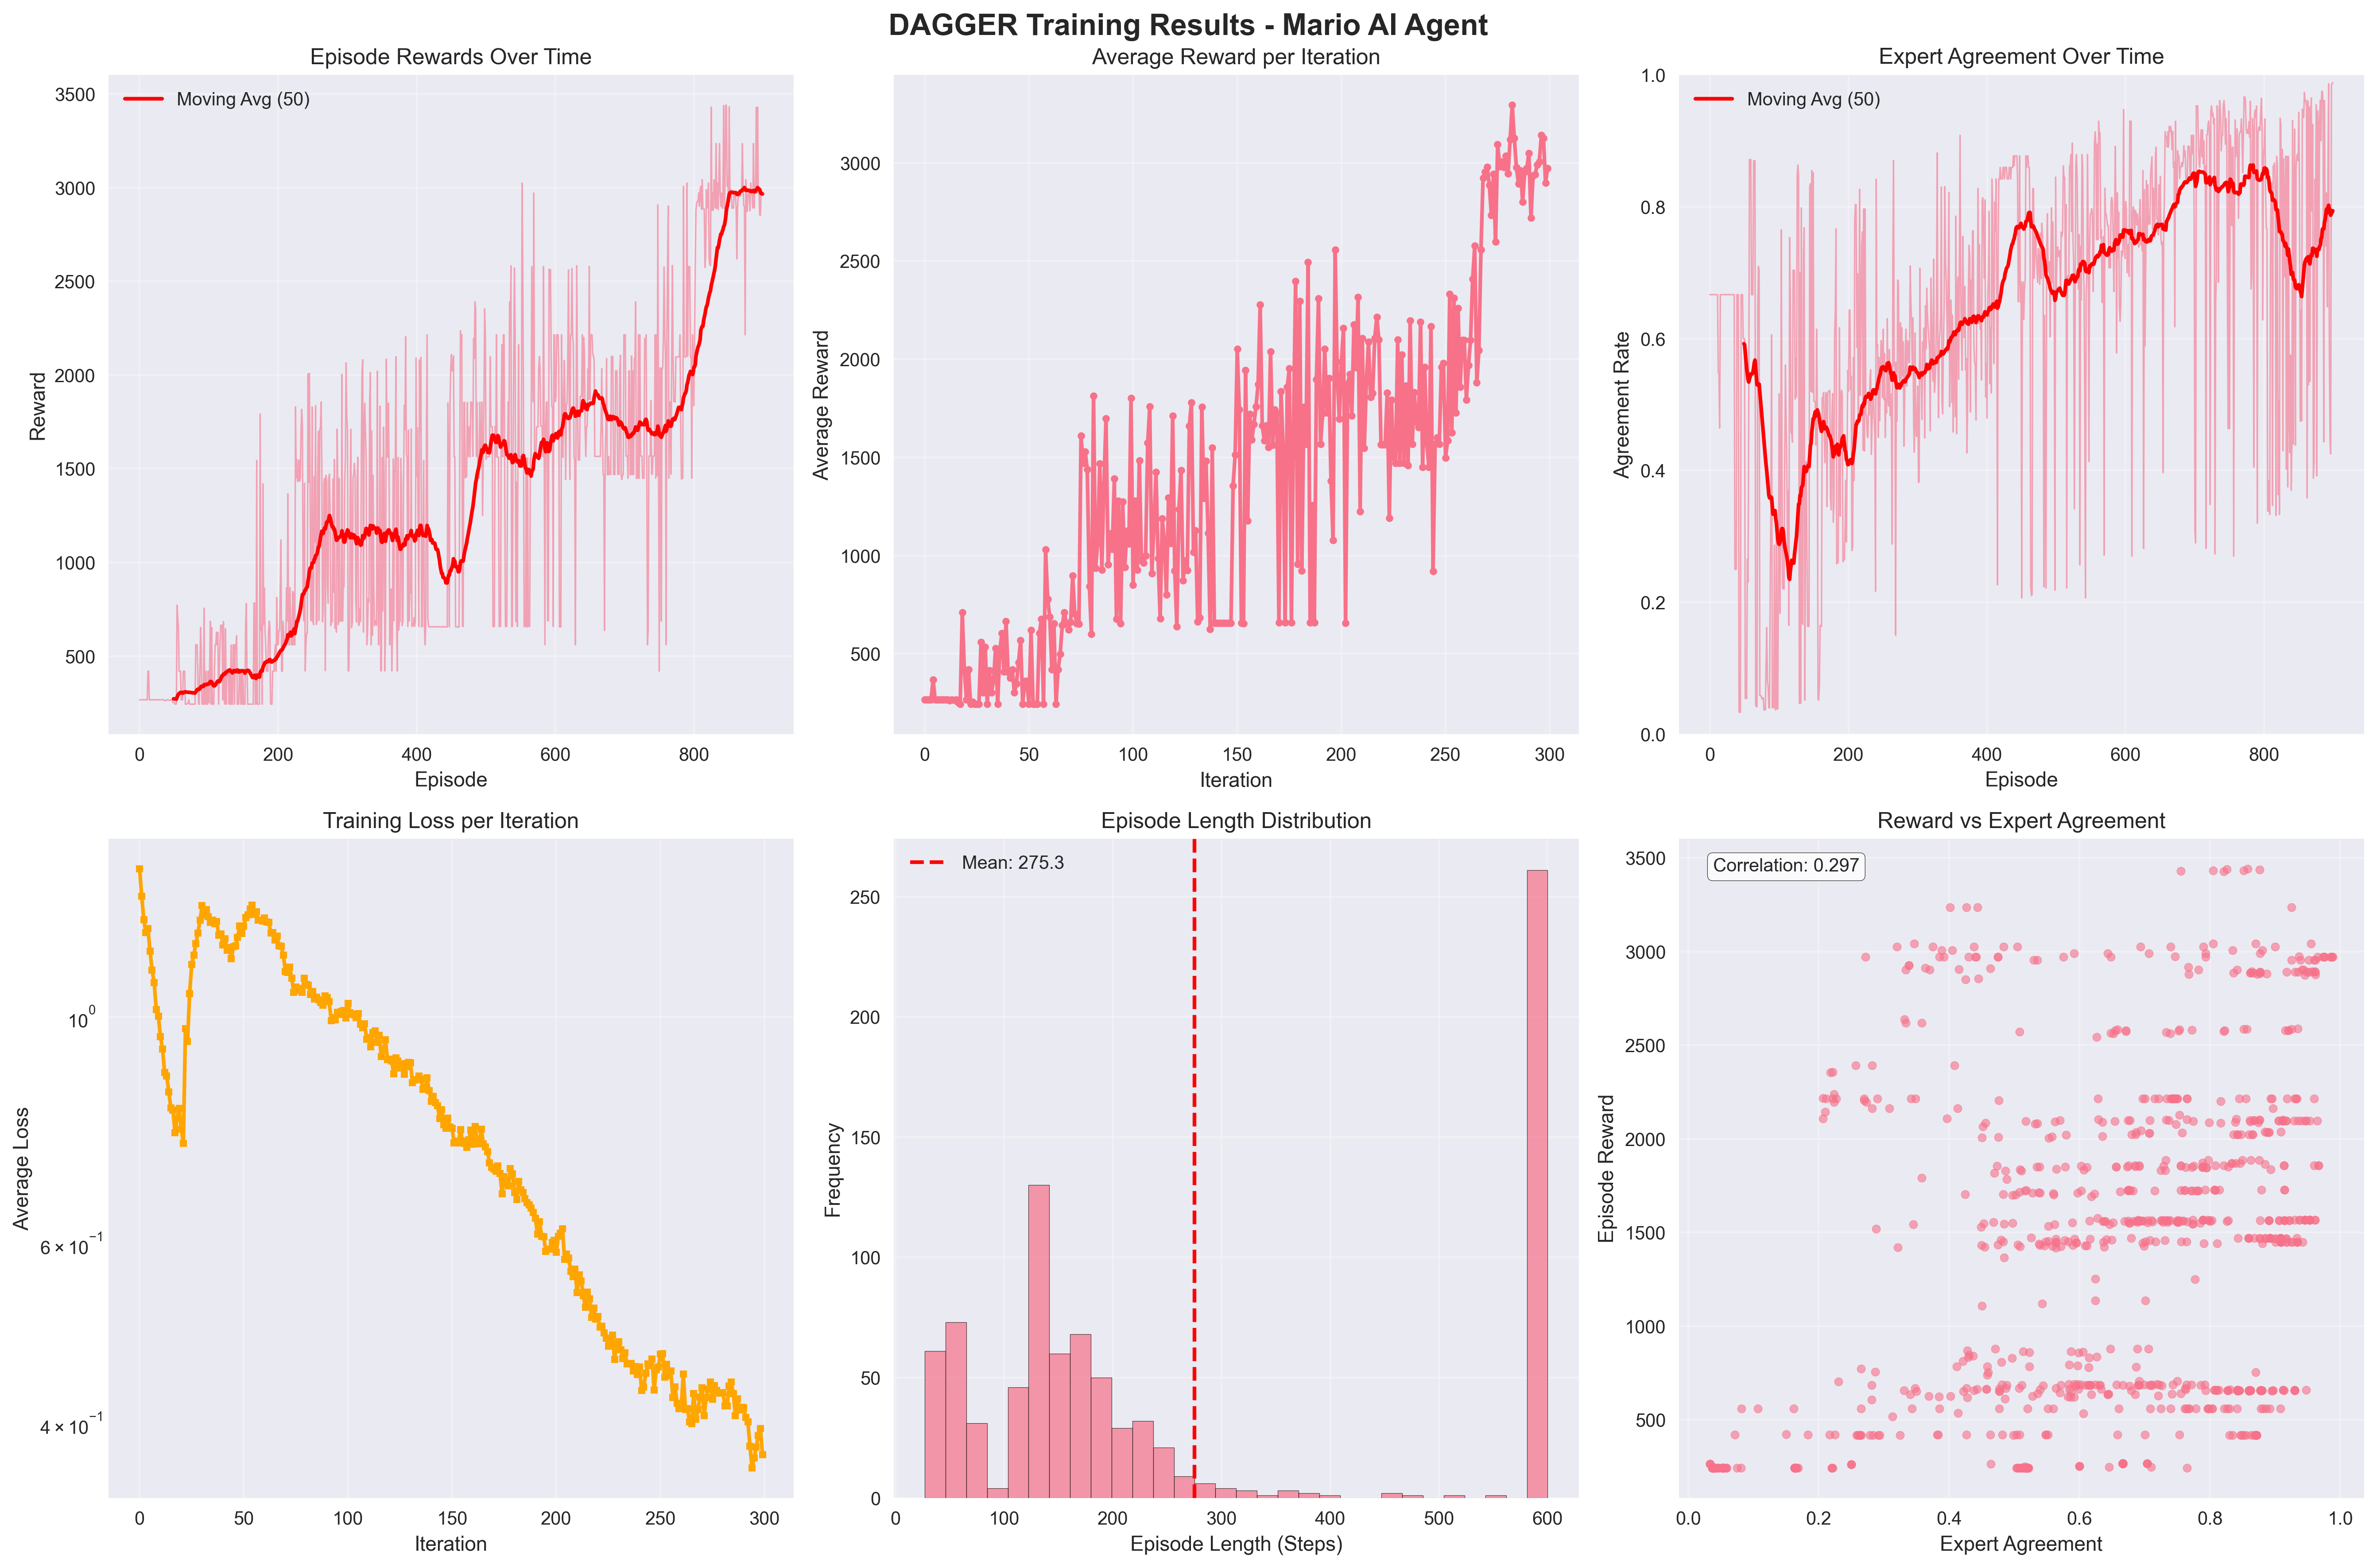 DAGGER Training Results - Mario AI Agent
Episode Rewards Over Time
Moving Avg (50)
3500
3000
2500
2000
1500
1000
500
Reward
0
200
400
600
800
Episode
Average Reward per Iteration
3000
2500
2000
1500
1000
500
Average Reward
0
50
100
150
200
250
300
Iteration
Expert Agreement Over Time
Moving Avg (50)
1.0
0.8
0.6
0.4
0.2
0.0
Agreement Rate
0
200
400
600
800
Episode
Training Loss per Iteration
10^0
6 × 10^-1
4 × 10^-1
Average Loss
0
50
100
150
200
250
300
Iteration
Episode Length Distribution
Mean: 275.3
250
200
150
100
50
0
Frequency
0
100
200
300
400
500
600
Episode Length (Steps)
Reward vs Expert Agreement
Correlation: 0.297
3500
3000
2500
2000
1500
1000
500
Episode Reward
0.0
0.2
0.4
0.6
0.8
1.0
Expert Agreement